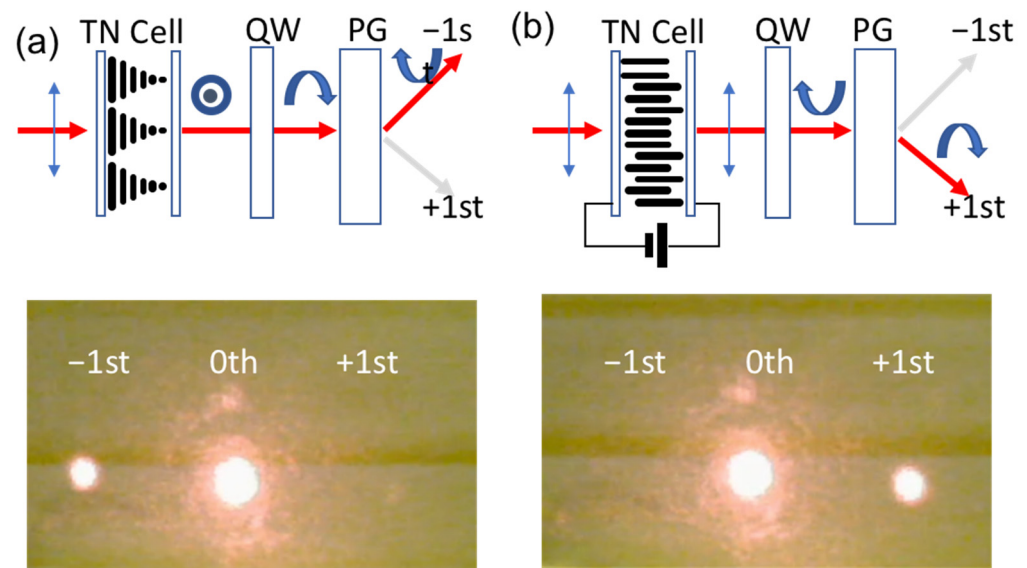 (a)
TN Cell QW PG −1s
t
+1st
(b)
TN Cell QW PG −1st
+1st
−1st 0th +1st
−1st 0th +1st